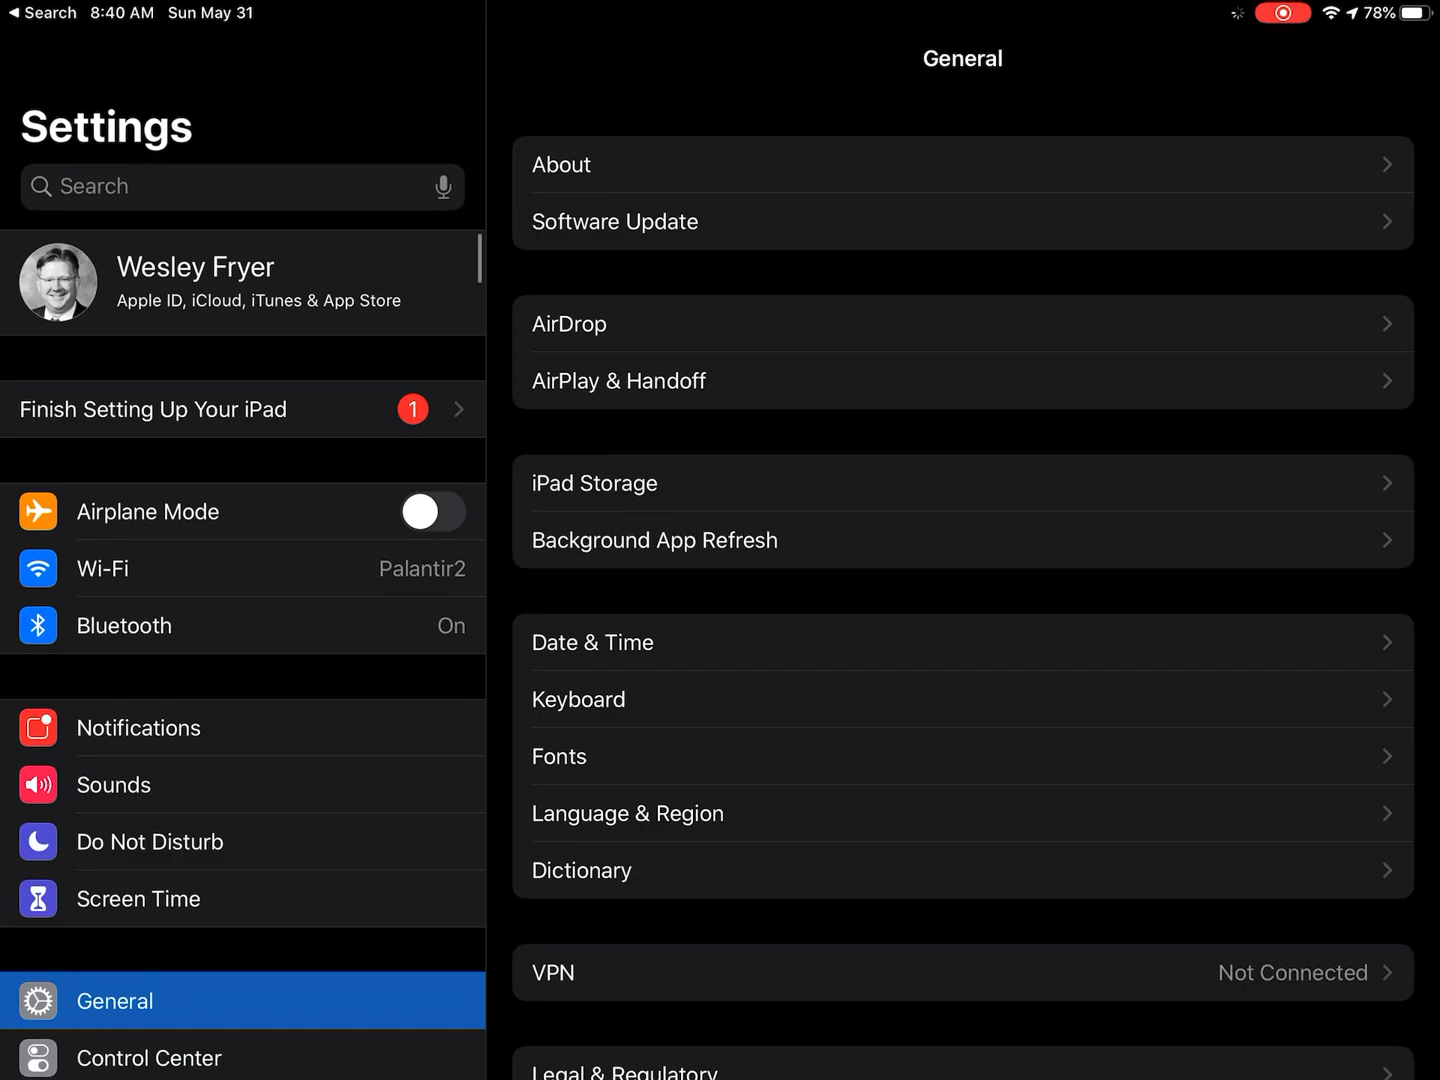 Search 8:40 AM Sun May 31
78%
Settings
Search
Wesley Fryer
Apple ID, iCloud, iTunes & App Store
Finish Setting Up Your iPad 1
Airplane Mode
Wi-Fi Palantir2
Bluetooth On
Notifications
Sounds
Do Not Disturb
Screen Time
General
Control Center
General
About
Software Update
AirDrop
AirPlay & Handoff
iPad Storage
Background App Refresh
Date & Time
Keyboard
Fonts
Language & Region
Dictionary
VPN Not Connected
Legal & Regulatory